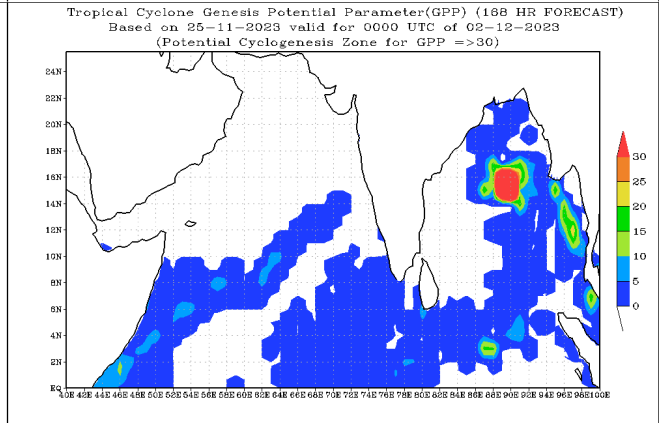 Tropical Cyclone Genesis Potential Parameter(GPP) (168 HR FORECAST)
Based on 25-11-2023 valid for 0000 UTC of 02-12-2023
(Potential Cyclogenesis Zone for GPP =>30)
24N
22N
20N
18N
16N
14N
12N
10N
8N
6N
4N
2N
EQ
40E 42E 44E 46E 48E 50E 52E 54E 56E 58E 60E 62E 64E 66E 68E 70E 72E 74E 76E 78E 80E 82E 84E 86E 88E 90E 92E 94E 96E 98E 100E
30
25
20
15
10
5
0